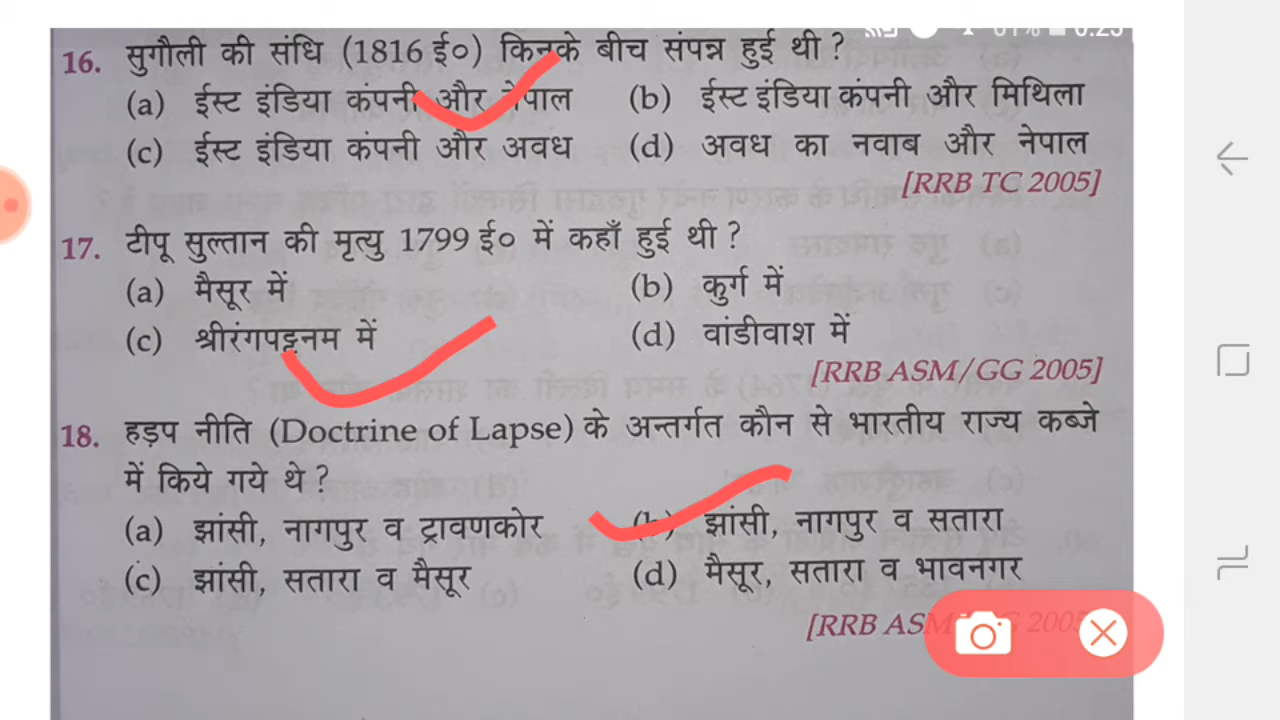 16. सुगौली की संधि (1816 ई०) किनके बीच संपन्न हुई थी ?
(a) ईस्ट इंडिया कंपनी और नेपाल (b) ईस्ट इंडिया कंपनी और मिथिला
(c) ईस्ट इंडिया कंपनी और अवध (d) अवध का नवाब और नेपाल
[RRB TC 2005]
17. टीपू सुल्तान की मृत्यु 1799 ई० में कहाँ हुई थी ?
(a) मैसूर में (b) कुर्ग में
(c) श्रीरंगपट्टनम में (d) वांडीवाश में
[RRB ASM/GG 2005]
18. हड़प नीति (Doctrine of Lapse) के अन्तर्गत कौन से भारतीय राज्य कब्जे
में किये गये थे ?
(a) झांसी, नागपुर व ट्रावणकोर (b) झांसी, नागपुर व सतारा
(c) झांसी, सतारा व मैसूर (d) मैसूर, सतारा व भावनगर
[RRB ASM/GG 2005]